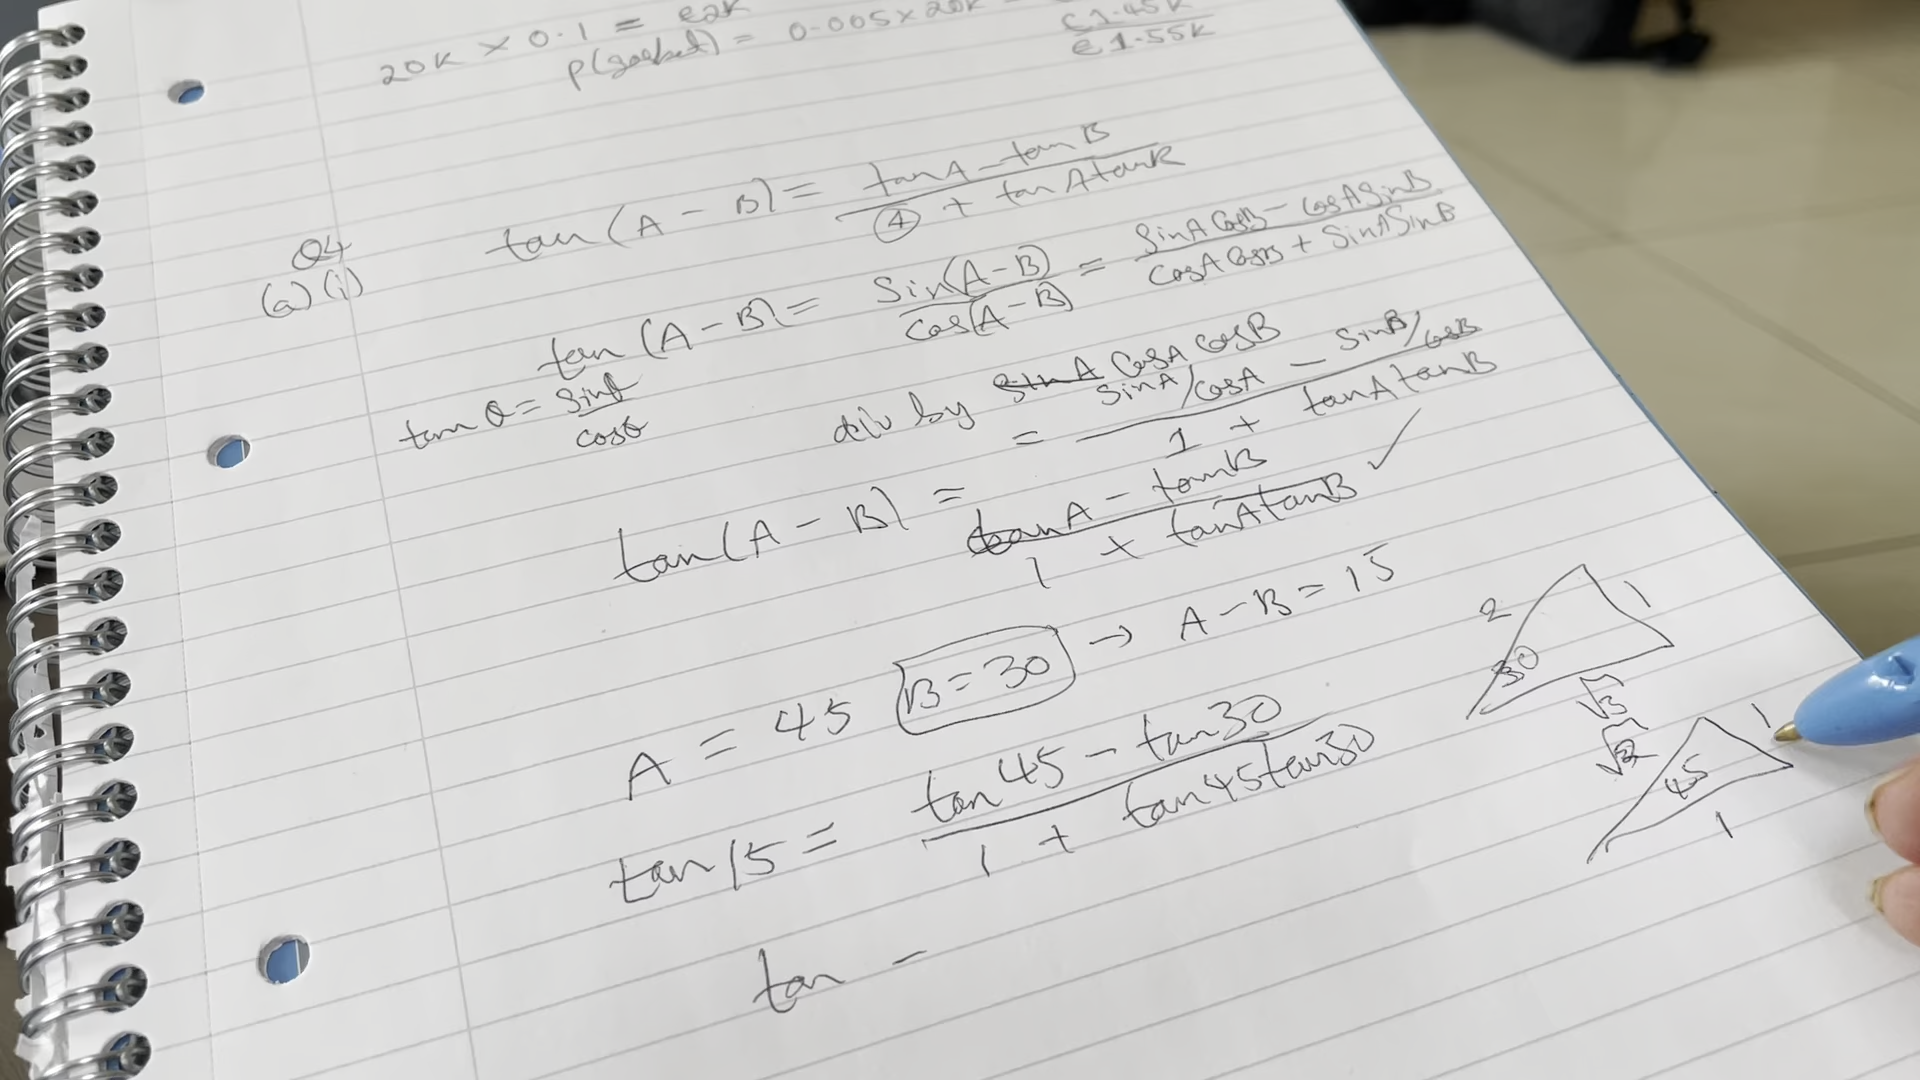 20K × 0.1 = €2K
p( ) = 0.005 × 20K
€1.45K
€1.55K
Q4
(a)(i)
tan(A - B) = tanA - tanB / ① + tanAtanB
tan(A - B) = Sin(A - B) / cos(A - B) = SinA CosB - CosA SinB / CosA CosB + SinA SinB
tan θ = Sinθ / cosθ
div by SinA CosA CosB
= SinA/CosA - SinB/CosB / 1 + tanA tanB
tan(A - B) = tanA - tanB / 1 + tanAtanB ✓
A = 45 B = 30 → A - B = 15
tan15 = tan45 - tan30 / 1 + tan45tan30
tan -
2 1
30
√3
√2 1
45
1